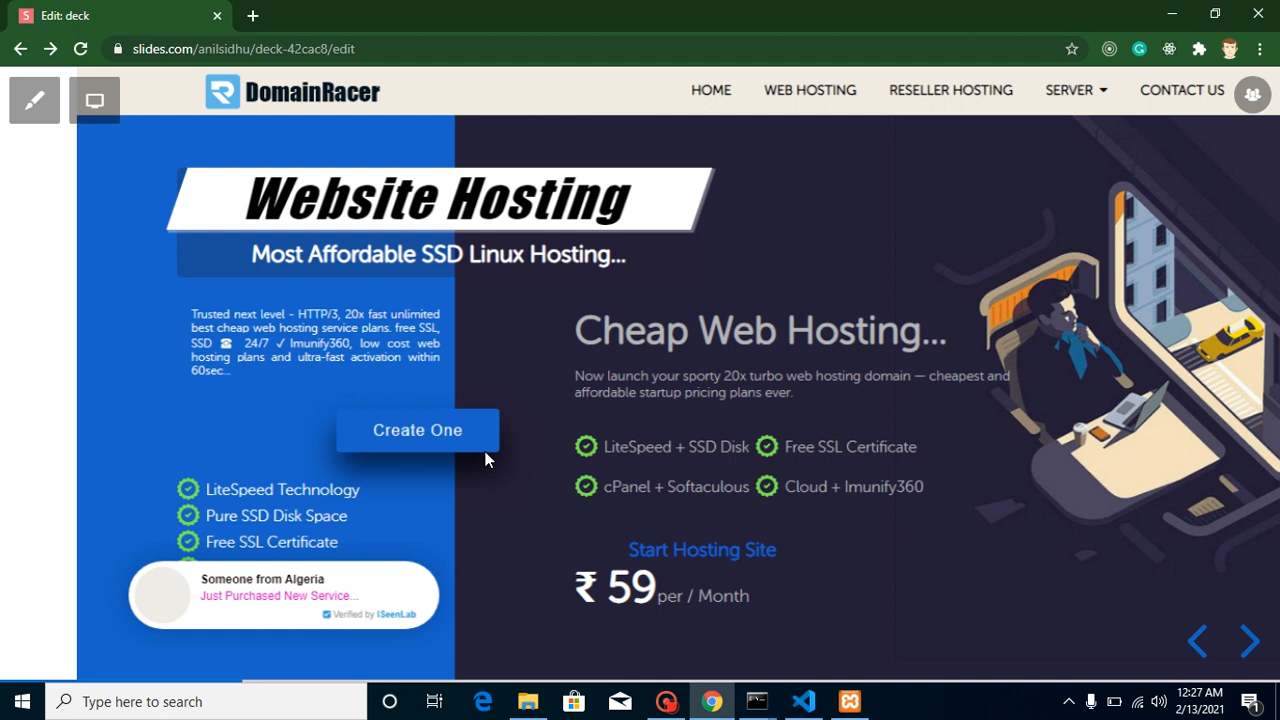 Edit: deck
slides.com/anilsidhu/deck-42cac8/edit
DomainRacer
HOME WEB HOSTING RESELLER HOSTING SERVER CONTACT US
Website Hosting
Most Affordable SSD Linux Hosting...
Trusted next level - HTTP/3, 20x fast unlimited
best cheap web hosting service plans. free SSL,
SSD ☎ 24/7 ✓ Imunify360, low cost web
hosting plans and ultra-fast activation within
60sec...
Create One
LiteSpeed Technology
Pure SSD Disk Space
Free SSL Certificate
Someone from Algeria
Just Purchased New Service...
Verified by ISeenLab
Cheap Web Hosting...
Now launch your sporty 20x turbo web hosting domain — cheapest and
affordable startup pricing plans ever.
LiteSpeed + SSD Disk Free SSL Certificate
cPanel + Softaculous Cloud + Imunify360
Start Hosting Site
₹ 59 per / Month
Type here to search
12:27 AM
2/13/2021